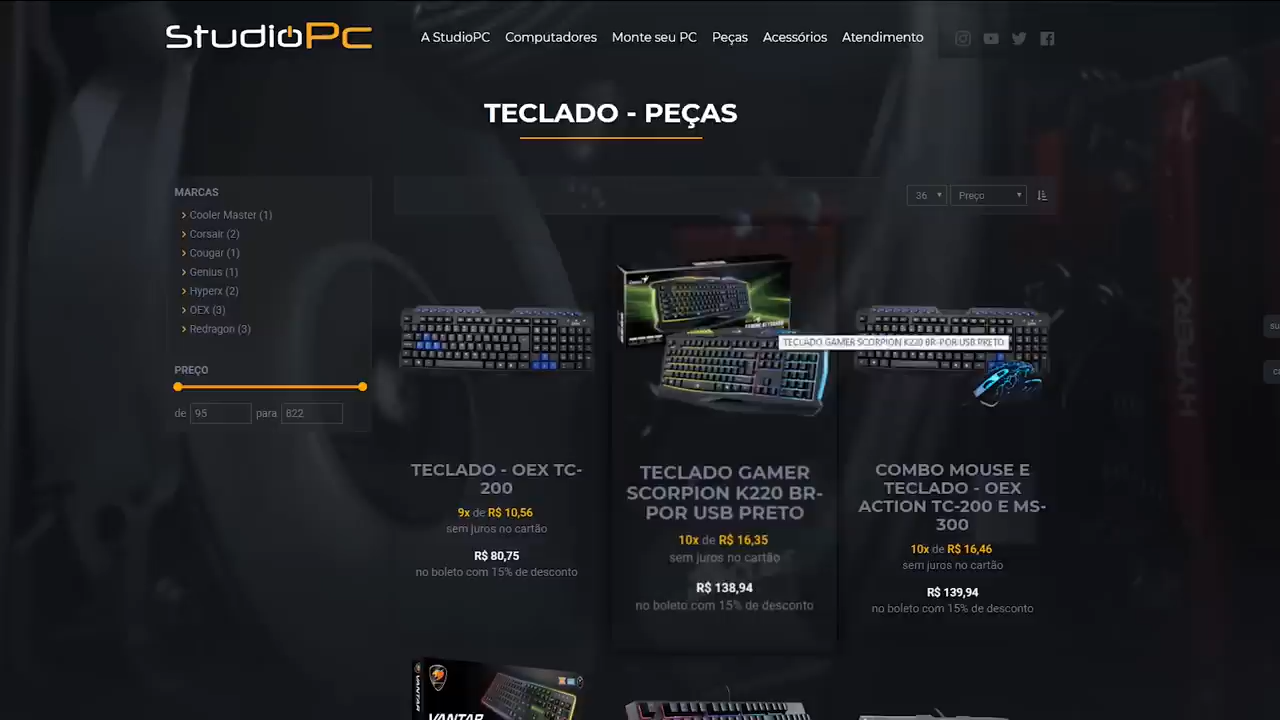 StudioPc
A StudioPC
Computadores
Monte seu PC
Peças
Acessórios
Atendimento
TECLADO - PEÇAS
MARCAS
Cooler Master (1)
Corsair (2)
Cougar (1)
Genius (1)
Hyperx (2)
OEX (3)
Redragon (3)
PREÇO
de 95 para 822
36
Preço
TECLADO GAMER SCORPION K220 BR-POR USB PRETO
TECLADO - OEX TC-
200
9x de R$ 10,56
sem juros no cartão
R$ 80,75
no boleto com 15% de desconto
TECLADO GAMER
SCORPION K220 BR-
POR USB PRETO
10x de R$ 16,35
sem juros no cartão
R$ 138,94
no boleto com 15% de desconto
COMBO MOUSE E
TECLADO - OEX
ACTION TC-200 E MS-
300
10x de R$ 16,46
sem juros no cartão
R$ 139,94
no boleto com 15% de desconto
VANTAR
VANTAR
HYPERX